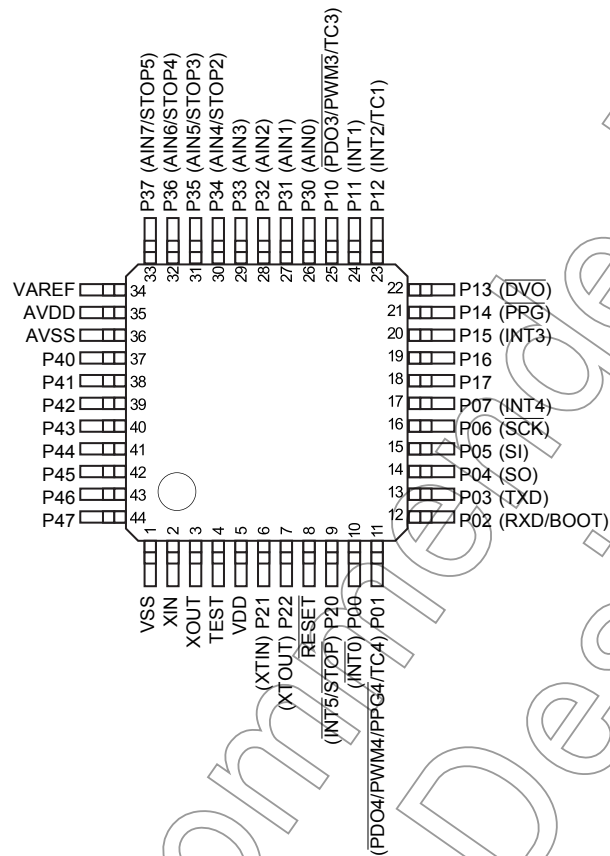 P37 (AIN7/STOP5)
P36 (AIN6/STOP4)
P35 (AIN5/STOP3)
P34 (AIN4/STOP2)
P33 (AIN3)
P32 (AIN2)
P31 (AIN1)
P30 (AIN0)
P10 (PDO3/PWM3/TC3)
P11 (INT1)
P12 (INT2/TC1)
33
32
31
30
29
28
27
26
25
24
23
VAREF 34
AVDD 35
AVSS 36
P40 37
P41 38
P42 39
P43 40
P44 41
P45 42
P46 43
P47 44
22 P13 (DVO)
21 P14 (PPG)
20 P15 (INT3)
19 P16
18 P17
17 P07 (INT4)
16 P06 (SCK)
15 P05 (SI)
14 P04 (SO)
13 P03 (TXD)
12 P02 (RXD/BOOT)
1
2
3
4
5
6
7
8
9
10
11
VSS
XIN
XOUT
TEST
VDD
(XTIN) P21
(XTOUT) P22
RESET
(INT5/STOP) P20
(INT0) P00
(PDO4/PWM4/PPG4/TC4) P01